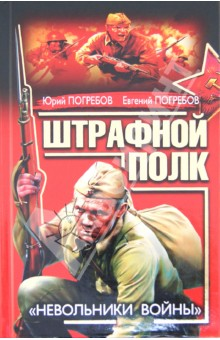 Юрий ПОГРЕБОВ Евгений ПОГРЕБОВ
ШТРАФНОЙ
ПОЛК
«НЕВОЛЬНИКИ ВОЙНЫ»